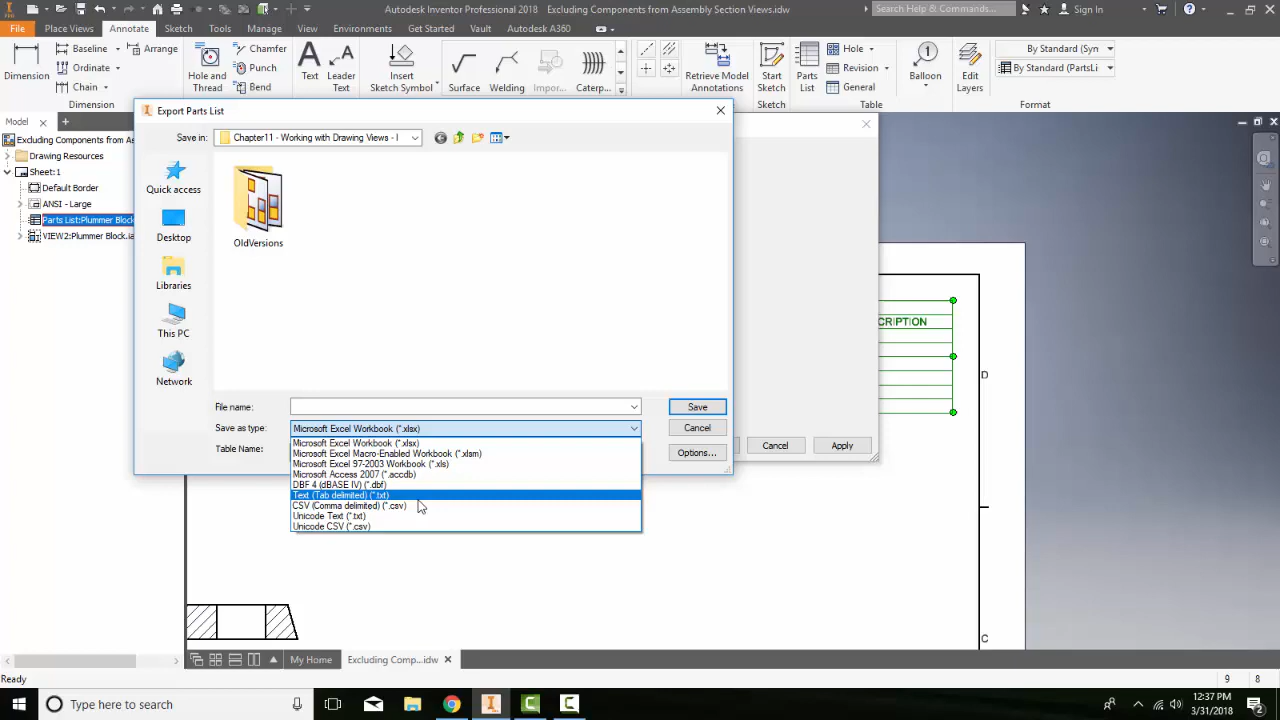 Autodesk Inventor Professional 2018 Excluding Components from Assembly Section Views.idw
Search Help & Commands...
Sign In
File Place Views Annotate Sketch Tools Manage View Environments Get Started Vault Autodesk A360
Dimension
Baseline
Ordinate
Chain
Arrange
Dimension
Hole and Thread
Chamfer
Punch
Bend
Text
Leader Text
Insert Sketch Symbol
Surface
Welding
Impor...
Caterp...
Retrieve Model Annotations
Start Sketch
Sketch
Parts List
Hole
Revision
General
Table
Balloon
Edit Layers
By Standard (Syn
By Standard (PartsLi
Format
Model
Excluding Components from As
Drawing Resources
Sheet:1
Default Border
ANSI - Large
Parts List:Plummer Block
VIEW2:Plummer Block.ia
Export Parts List
Save in:
Chapter11 - Working with Drawing Views - I
Quick access
Desktop
Libraries
This PC
Network
OldVersions
File name:
Save
Save as type:
Microsoft Excel Workbook (*.xlsx)
Cancel
Table Name:
Options...
Microsoft Excel Workbook (*.xlsx)
Microsoft Excel Macro-Enabled Workbook (*.xlsm)
Microsoft Excel 97-2003 Workbook (*.xls)
Microsoft Access 2007 (*.accdb)
DBF 4 (dBASE IV) (*.dbf)
Text (Tab delimited) (*.txt)
CSV (Comma delimited) (*.csv)
Unicode Text (*.txt)
Unicode CSV (*.csv)
Cancel
Apply
CRIPTION
D
C
My Home
Excluding Comp...idw
Ready
9 8
Type here to search
12:37 PM
3/31/2018
2